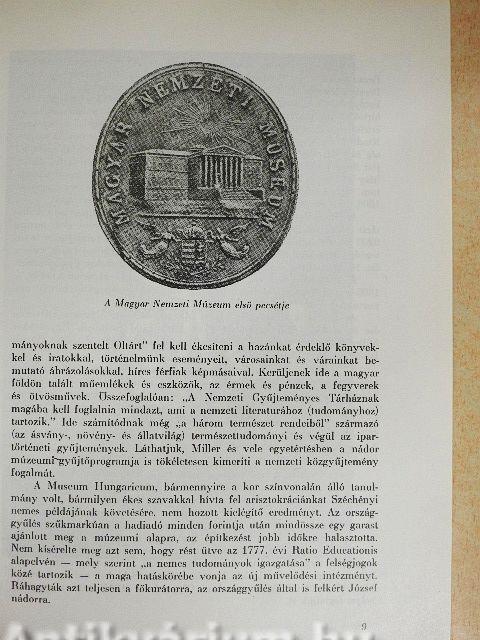 MAGYAR NEMZETI MUSEUM
A Magyar Nemzeti Múzeum első pecsétje
mányoknak szentelt Oltárt” fel kell ékesíteni a hazánkat érdeklő könyvek-
kel és iratokkal, történelmünk eseményeit, városainkat és várainkat be-
mutató ábrázolásokkal, híres férfiak képmásaival. Kerüljenek ide a magyar
földön talált műemlékek és eszközök, az érmek és pénzek, a fegyverek
és ötvösművek. Összefoglalóan: „A Nemzeti Gyűjteményes Tárháznak
magába kell foglalnia mindazt, ami a nemzeti literaturához (tudományhoz)
tartozik.” Ide számítódnak még „a három természet rendeiből” származó
(az ásvány-, növény- és állatvilág) természettudományi és végül az ipar-
történeti gyűjtemények. Láthatjuk, Miller és vele egyetértésben a nádor
múzeumi gyűjtőprogramja is tökéletesen kimeríti a nemzeti közgyűjtemény
fogalmát.
A Museum Hungaricum, bármennyire a kor színvonalán álló tanul-
mány volt, bármilyen ékes szavakkal hívta fel arisztokráciánkat Széchényi
nemes példájának követésére, nem hozott kielégítő eredményt. Az ország-
gyűlés szűkmarkúan a hadiadó minden forintja után mindössze egy garast
ajánlott meg a múzeumi alapra, az építkezést jobb időkre halasztotta.
Nem kísérelte meg azt sem, hogy rést ütve az 1777. évi Ratio Educationis
alapelvén — mely szerint „a nemes tudományok igazgatása” a felségjogok
közé tartozik — a maga hatáskörébe vonja az új művelődési intézményt.
Ráhagyták azt teljesen a főkurátorra, az országgyűlés által is felkért József
nádorra.
9
Antikvarium.hu